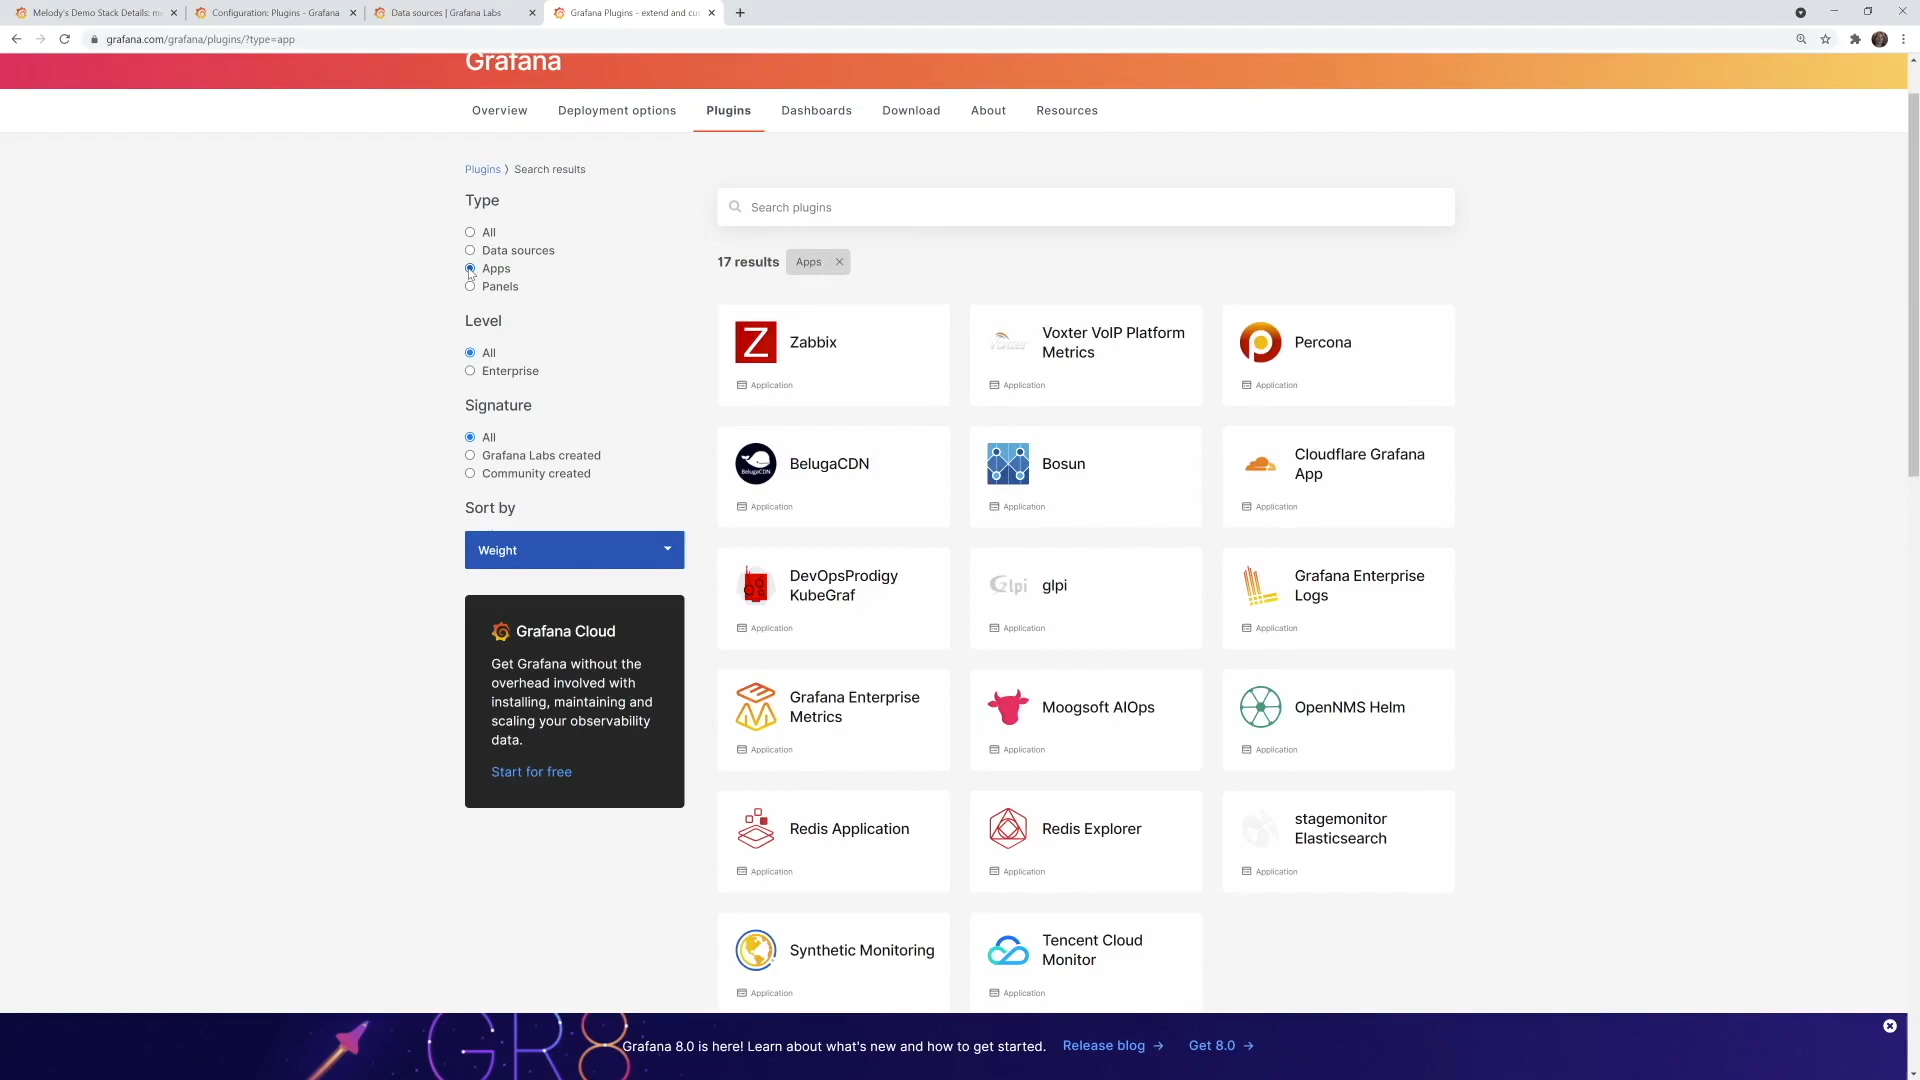 Melody's Demo Stack Details: m
Configuration: Plugins - Grafana
Data sources | Grafana Labs
Grafana Plugins - extend and cu
grafana.com/grafana/plugins/?type=app
Grafana
Overview
Deployment options
Plugins
Dashboards
Download
About
Resources
Plugins 〉 Search results
Type
All
Data sources
Apps
Panels
Level
All
Enterprise
Signature
All
Grafana Labs created
Community created
Sort by
Weight
Grafana Cloud
Get Grafana without the
overhead involved with
installing, maintaining and
scaling your observability
data.
Start for free
Search plugins
17 results
Apps
Zabbix
Application
Voxter VoIP Platform
Metrics
Application
Percona
Application
BelugaCDN
BelugaCDN
Application
Bosun
Application
Cloudflare Grafana
App
Application
DevOpsProdigy
KubeGraf
Application
Glpi
glpi
Application
Grafana Enterprise
Logs
Application
Grafana Enterprise
Metrics
Application
Moogsoft AIOps
Application
OpenNMS Helm
Application
Redis Application
Application
Redis Explorer
Application
stagemonitor
Elasticsearch
Application
Synthetic Monitoring
Application
Tencent Cloud
Monitor
Application
GR8
Grafana 8.0 is here! Learn about what's new and how to get started.
Release blog →
Get 8.0 →